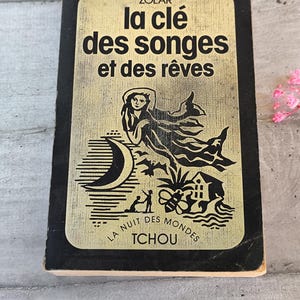 ZOLAR
la clé
des songes
et des rêves
LA NUIT DES MONDES
TCHOU